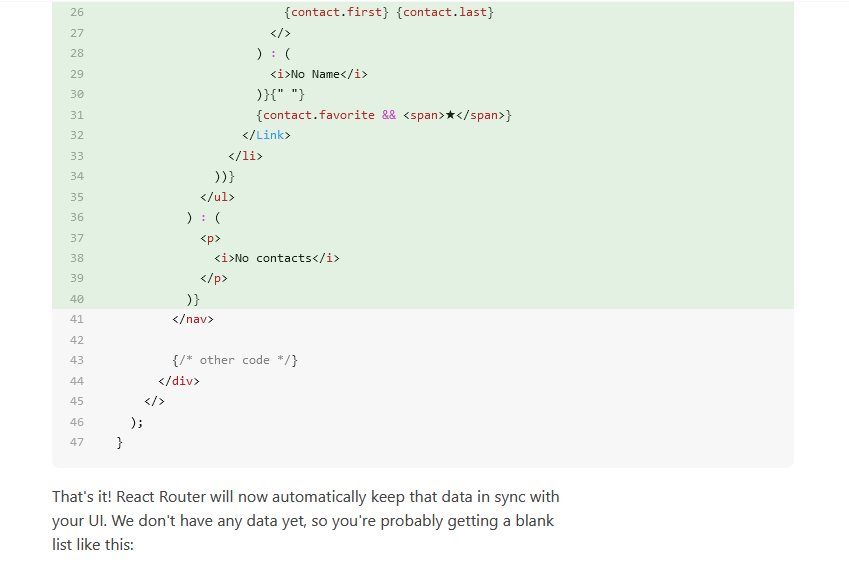 26 {contact.first} {contact.last}
27 </>
28 ) : (
29 <i>No Name</i>
30 )}{" "}
31 {contact.favorite && <span>★</span>}
32 </Link>
33 </li>
34 ))}
35 </ul>
36 ) : (
37 <p>
38 <i>No contacts</i>
39 </p>
40 )}
41 </nav>
42
43 {/* other code */}
44 </div>
45 </>
46 );
47 }
That's it! React Router will now automatically keep that data in sync with
your UI. We don't have any data yet, so you're probably getting a blank
list like this: